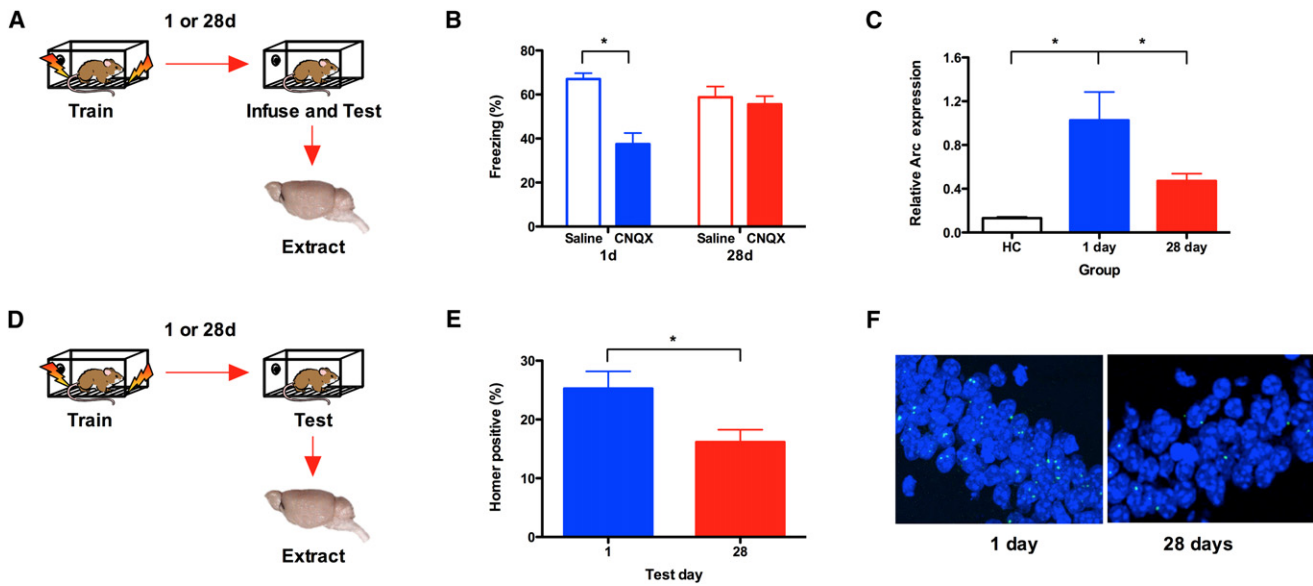 A
1 or 28d
Train
Infuse and Test
Extract
B
*
Freezing (%)
80
60
40
20
0
Saline CNQX Saline CNQX
1d 28d
C
* *
Relative Arc expression
1.6
1.2
0.8
0.4
0.0
HC 1 day 28 day
Group
D
1 or 28d
Train
Test
Extract
E
*
Homer positive (%)
30
20
10
0
1 28
Test day
F
1 day 28 days